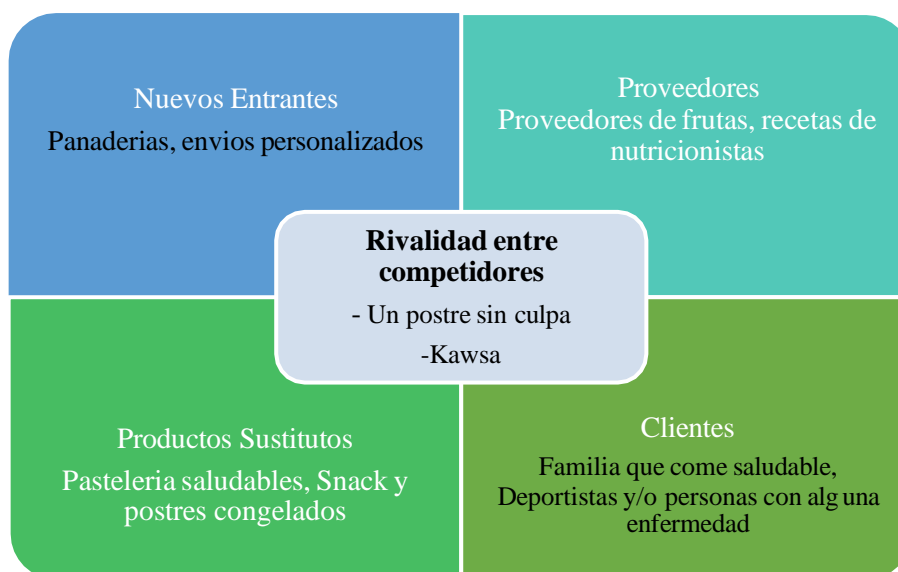 Nuevos Entrantes
Panaderias, envios personalizados
Proveedores
Proveedores de frutas, recetas de
nutricionistas
Rivalidad entre
competidores
- Un postre sin culpa
-Kawsa
Productos Sustitutos
Pasteleria saludables, Snack y
postres congelados
Clientes
Familia que come saludable,
Deportistas y/o personas con alg una
enfermedad